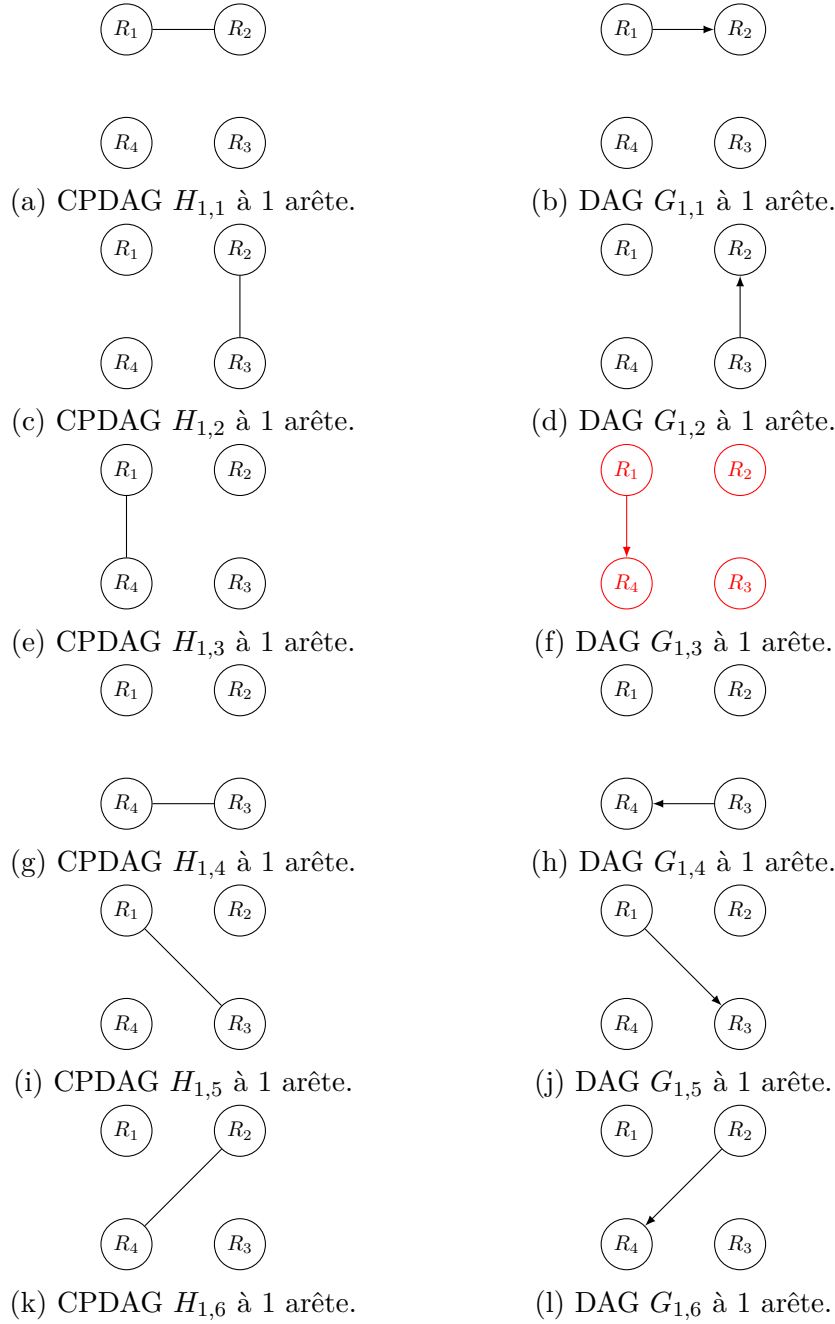 R1 R2 R1 R2
R4 R3 R4 R3
(a) CPDAG H1,1 à 1 arête. (b) DAG G1,1 à 1 arête.
R1 R2 R1 R2
R4 R3 R4 R3
(c) CPDAG H1,2 à 1 arête. (d) DAG G1,2 à 1 arête.
R1 R2 R1 R2
R4 R3 R4 R3
(e) CPDAG H1,3 à 1 arête. (f) DAG G1,3 à 1 arête.
R1 R2 R1 R2
R4 R3 R4 R3
(g) CPDAG H1,4 à 1 arête. (h) DAG G1,4 à 1 arête.
R1 R2 R1 R2
R4 R3 R4 R3
(i) CPDAG H1,5 à 1 arête. (j) DAG G1,5 à 1 arête.
R1 R2 R1 R2
R4 R3 R4 R3
(k) CPDAG H1,6 à 1 arête. (l) DAG G1,6 à 1 arête.